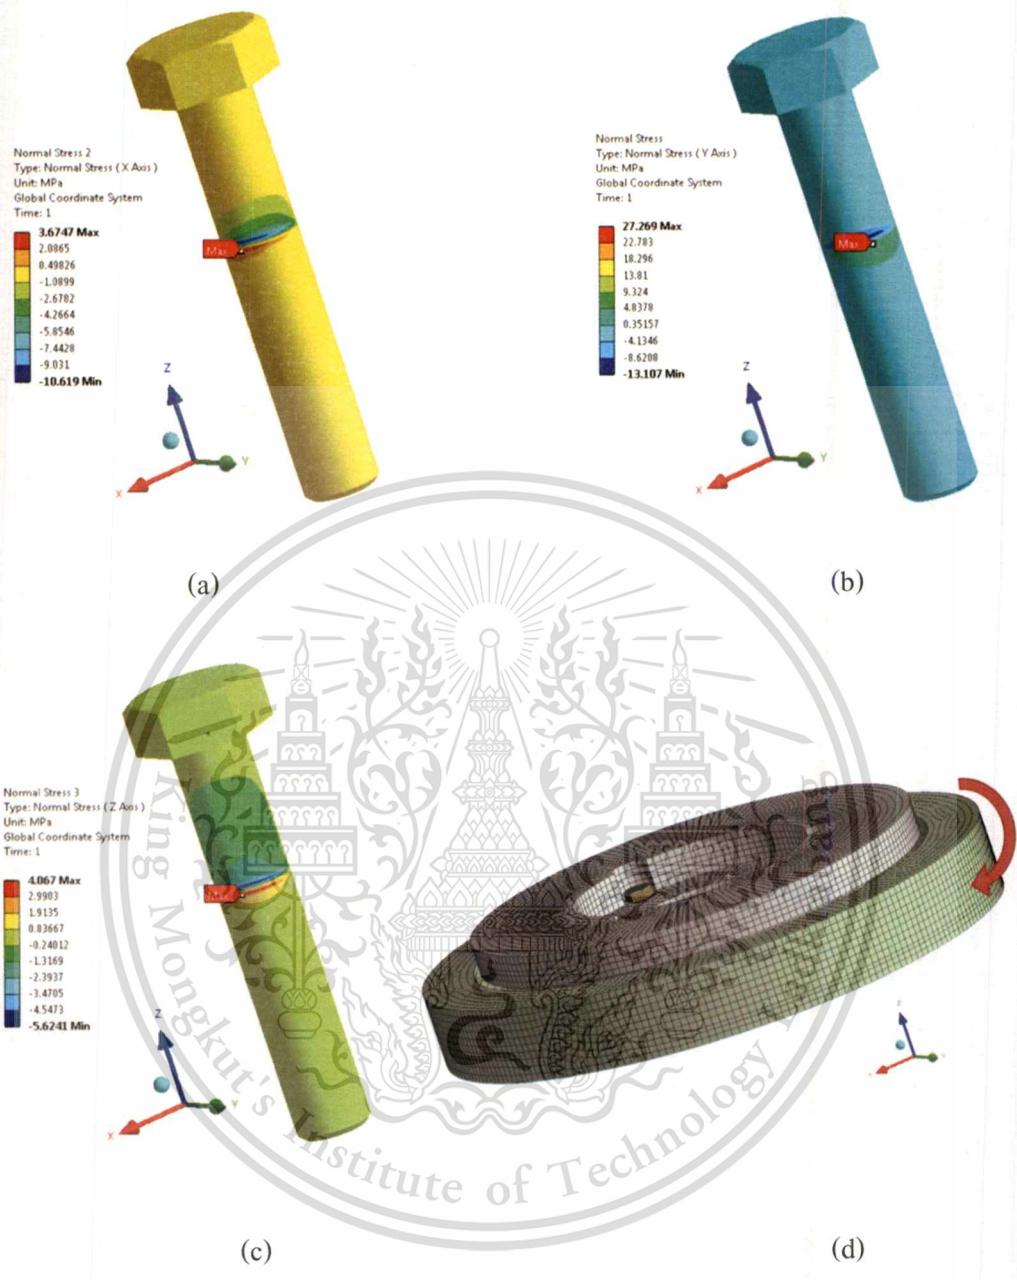 Normal Stress 2
Type: Normal Stress ( X Axis )
Unit: MPa
Global Coordinate System
Time: 1
3.6747 Max
2.0865
0.49826
-1.0899
-2.6782
-4.2664
-5.8546
-7.4428
-9.031
-10.619 Min
Max
Z
X
Y
(a)
Normal Stress
Type: Normal Stress ( Y Axis )
Unit: MPa
Global Coordinate System
Time: 1
27.269 Max
22.783
18.296
13.81
9.324
4.8378
0.35157
-4.1346
-8.6208
-13.107 Min
Max
Z
X
Y
(b)
Normal Stress 3
Type: Normal Stress ( Z Axis )
Unit: MPa
Global Coordinate System
Time: 1
4.067 Max
2.9903
1.9135
0.83667
-0.24012
-1.3169
-2.3937
-3.4705
-4.5473
-5.6241 Min
Max
Z
X
Y
(c)
(d)
King Mongkut's Institute of Technology